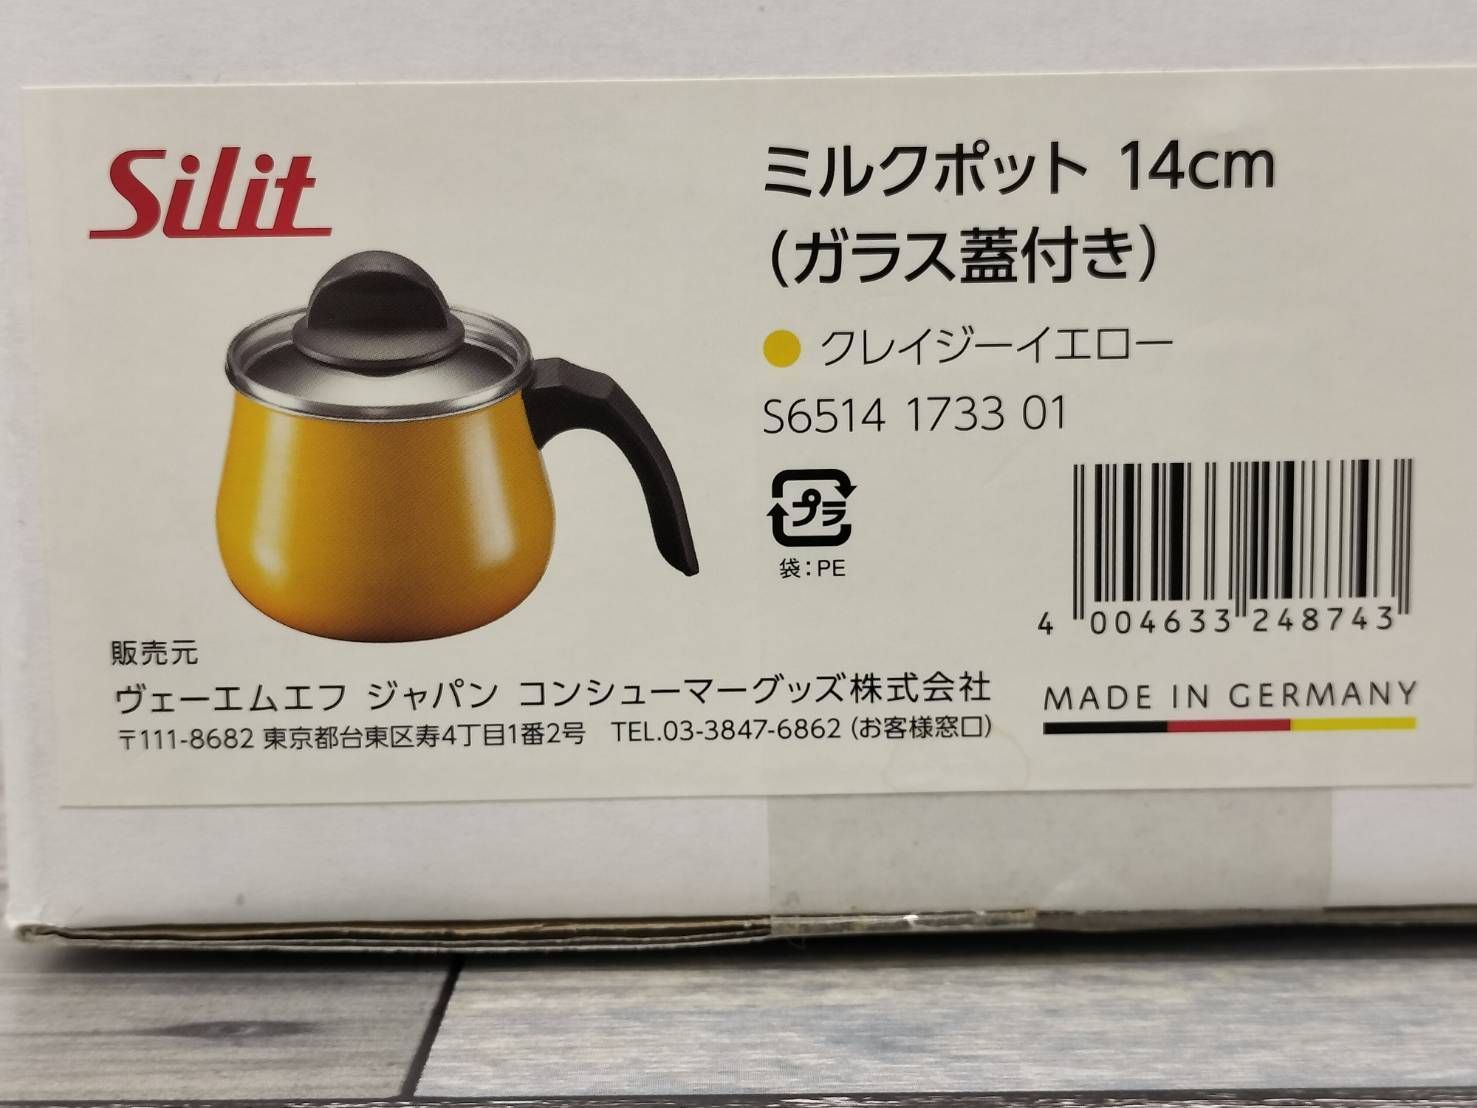 Silit
ミルクポット 14cm
(ガラス蓋付き)
クレイジーイエロー
S6514 1733 01
プラ
袋:PE
4 004633 248743
MADE IN GERMANY
販売元
ヴェーエムエフ ジャパン コンシューマーグッズ株式会社
〒111-8682 東京都台東区寿4丁目1番2号 TEL.03-3847-6862 (お客様窓口)